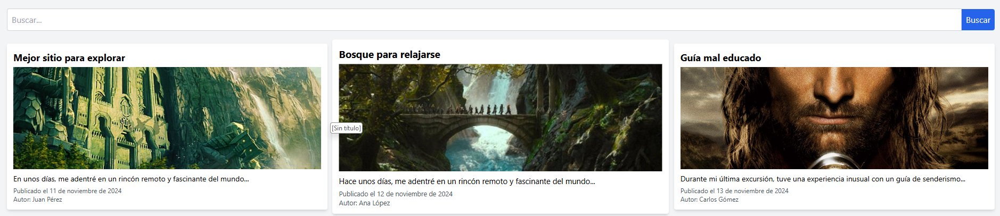 Buscar...
Buscar
Mejor sitio para explorar
En unos días, me adentré en un rincón remoto y fascinante del mundo...
Publicado el 11 de noviembre de 2024
Autor: Juan Pérez
Bosque para relajarse
[Sin título]
Hace unos días, me adentré en un rincón remoto y fascinante del mundo...
Publicado el 12 de noviembre de 2024
Autor: Ana López
Guía mal educado
Durante mi última excursión, tuve una experiencia inusual con un guía de senderismo...
Publicado el 13 de noviembre de 2024
Autor: Carlos Gómez